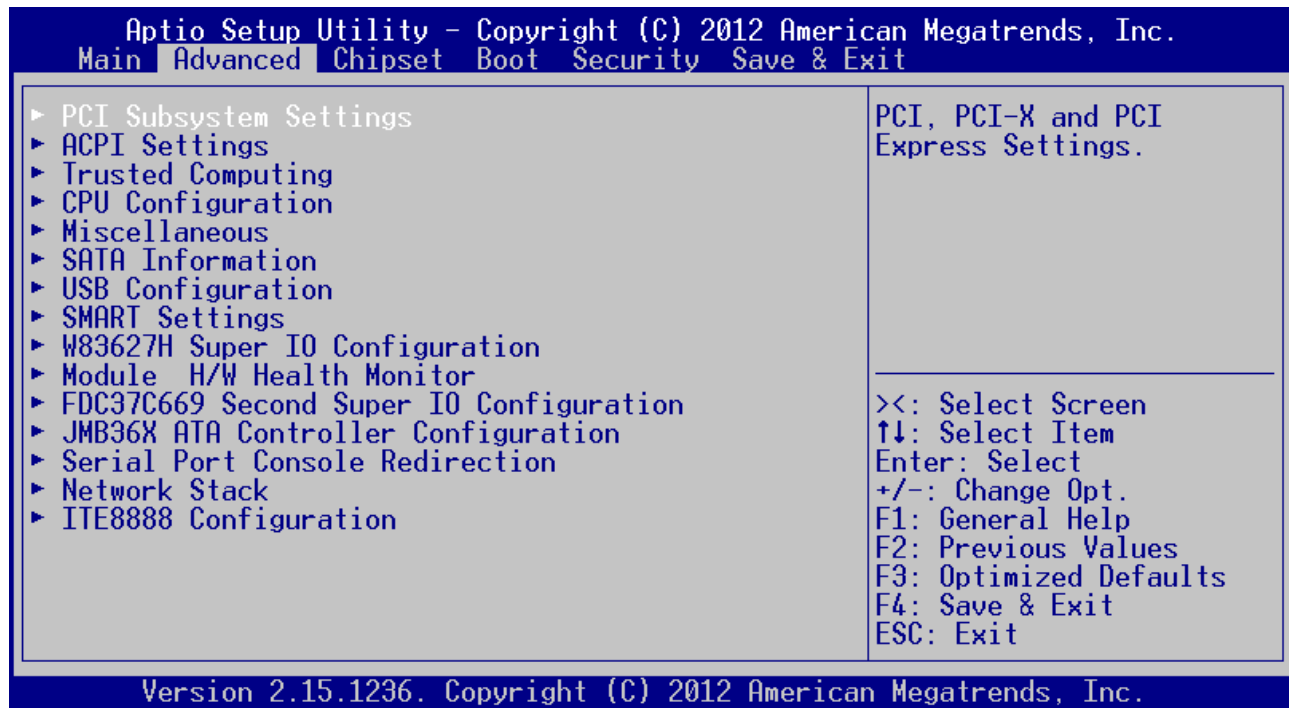 Aptio Setup Utility – Copyright (C) 2012 American Megatrends, Inc.
Main Advanced Chipset Boot Security Save & Exit
► PCI Subsystem Settings
► ACPI Settings
► Trusted Computing
► CPU Configuration
► Miscellaneous
► SATA Information
► USB Configuration
► SMART Settings
► W83627H Super IO Configuration
► Module H/W Health Monitor
► FDC37C669 Second Super IO Configuration
► JMB36X ATA Controller Configuration
► Serial Port Console Redirection
► Network Stack
► ITE8888 Configuration
PCI, PCI-X and PCI
Express Settings.
><: Select Screen
↑↓: Select Item
Enter: Select
+/-: Change Opt.
F1: General Help
F2: Previous Values
F3: Optimized Defaults
F4: Save & Exit
ESC: Exit
Version 2.15.1236. Copyright (C) 2012 American Megatrends, Inc.